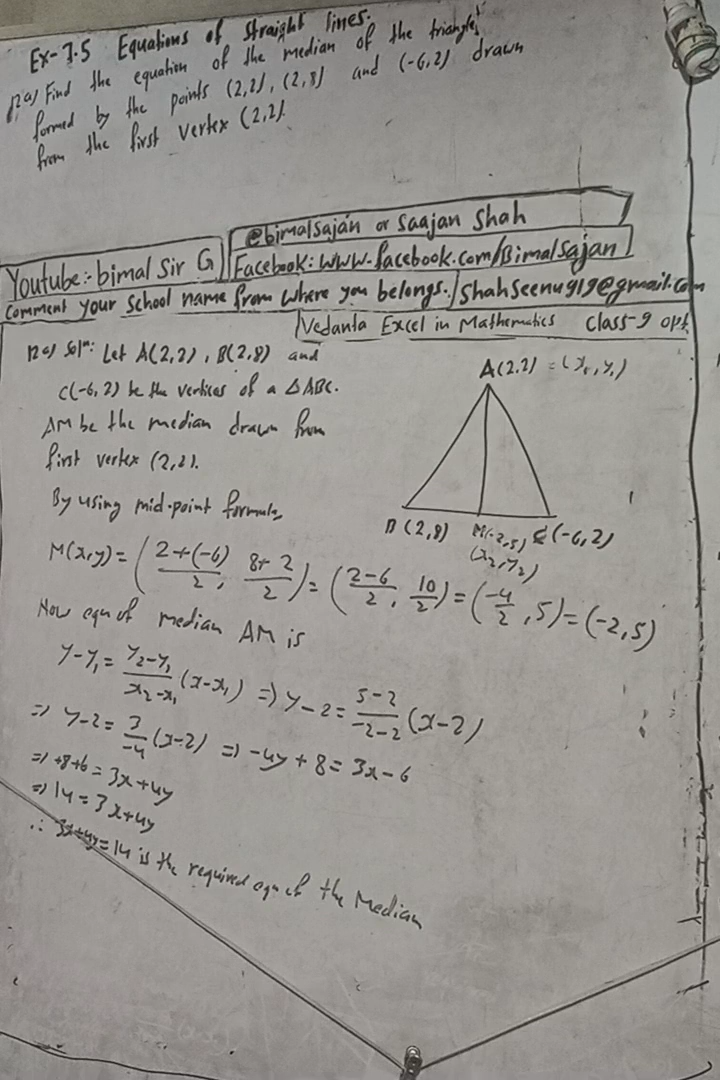 Ex-7.5 Equations of Straight lines.
12 a) Find the equation of the median of the triangle
formed by the points (2,2), (2,8) and (-6,2) drawn
from the first vertex (2,2).
@bimalsajan or Saajan Shah
Youtube:- bimal Sir G
Facebook: www.facebook.com/Bimalsajan
Comment your School name from where you belongs. / shahseenu919@gmail.com
Vedanta Excel in Mathematics Class-9 opt
12 a) Solⁿ: Let A(2,2), B(2,8) and
C(-6,2) be the vertices of a △ABC.
AM be the median drawn from
first vertex (2,2).
By using mid-point formula,
A(2,2) = (x₁, y₁)
B (2,8) M(-2,5) C(-6,2)
(x₂, y₂)
M(x,y) = (2+(-6)/2, 8+2/2) = (2-6/2, 10/2) = (-4/2, 5) = (-2,5)
Now eqn of median AM is
y-y₁ = y₂-y₁/x₂-x₁ (x-x₁) ⇒ y-2 = 5-2/-2-2 (x-2)
⇒ y-2 = 3/-4 (x-2) ⇒ -4y + 8 = 3x - 6
⇒ +8+6 = 3x+4y
⇒ 14 = 3x+4y
∴ 3x+4y = 14 is the required eqn of the Median